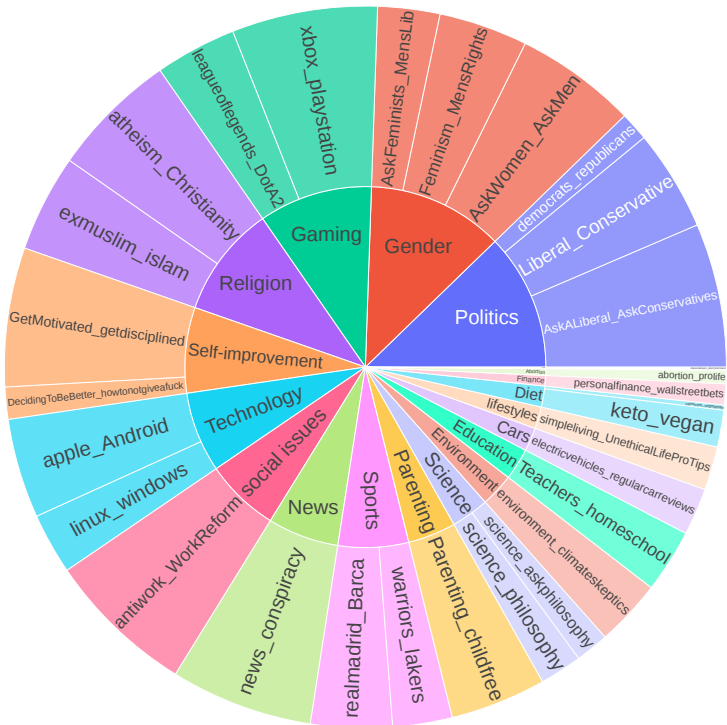 Politics
AskALiberal_AskConservatives
Liberal_Conservative
democrats_republicans
Gender
AskWomen_AskMen
Feminism_MensRights
AskFeminists_MensLib
Gaming
xbox_playstation
leagueoflegends_DotA2
Religion
atheism_Christianity
exmuslim_islam
Self-improvement
GetMotivated_getdisciplined
DecidingToBeBetter_howtonotgiveafuck
Technology
apple_Android
linux_windows
social issues
antiwork_WorkReform
News
news_conspiracy
Sports
realmadrid_Barca
warriors_lakers
Parenting
Parenting_childfree
Science
science_philosophy
science_askphilosophy
Environment
environment_climateskeptics
Education
Teachers_homeschool
Cars
electricvehicles_regularcarreviews
lifestyles
simpleliving_UnethicalLifeProTips
Diet
keto_vegan
Finance
personalfinance_wallstreetbets
Abortion
abortion_prolife